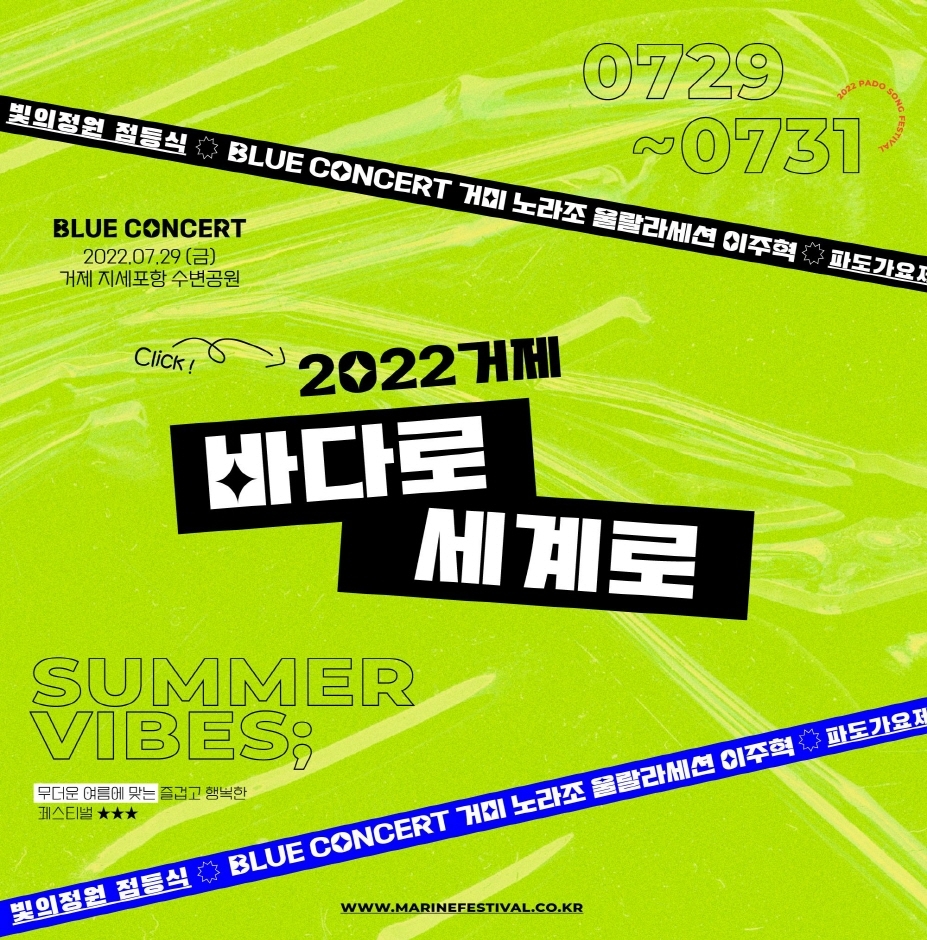 0729
~0731
2022 PADO SONG FESTIVAL
빛의정원 점등식 BLUE CONCERT 거미 노라조 울랄라세션 이주혁 파도가요제
BLUE CONCERT
2022.07.29 (금)
거제 지세포항 수변공원
Click!
2022거제
바다로
세계로
SUMMER
VIBES;
무더운 여름에 맞는 즐겁고 행복한
페스티벌 ★★★
빛의정원 점등식 BLUE CONCERT 거미 노라조 울랄라세션 이주혁 파도가요제
WWW.MARINEFESTIVAL.CO.KR